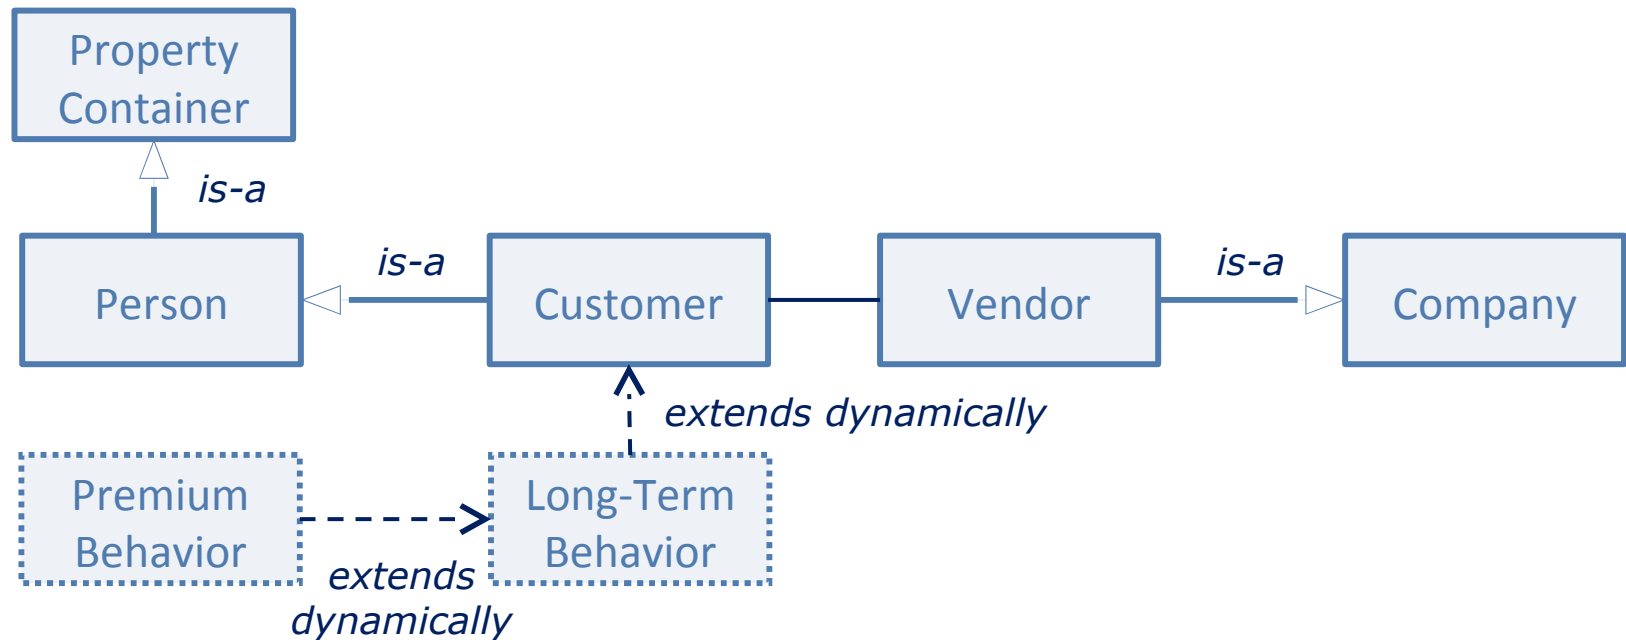 Property
Container
is-a
Person
is-a
Customer
Vendor
is-a
Company
extends dynamically
Premium
Behavior
extends
dynamically
Long-Term
Behavior